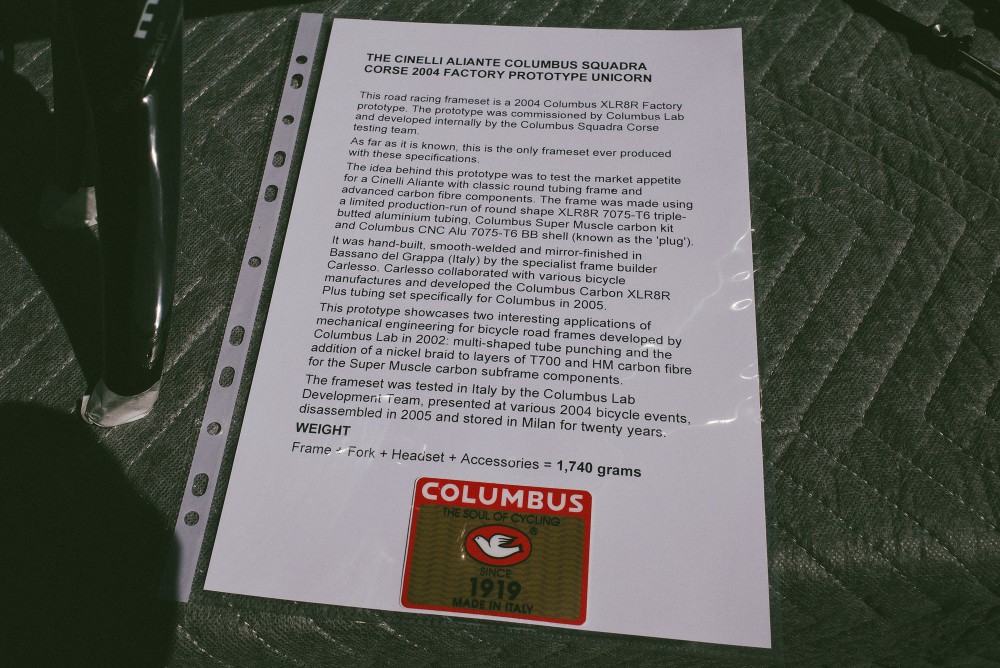 THE CINELLI ALIANTE COLUMBUS SQUADRA
CORSE 2004 FACTORY PROTOTYPE UNICORN
This road racing frameset is a 2004 Columbus XLR8R Factory
prototype. The prototype was commissioned by Columbus Lab
and developed internally by the Columbus Squadra Corse
testing team.
As far as it is known, this is the only frameset ever produced
with these specifications.
The idea behind this prototype was to test the market appetite
for a Cinelli Aliante with classic round tubing frame and
advanced carbon fibre components. The frame was made using
a limited production-run of round shape XLR8R 7075-T6 triple-
butted aluminium tubing, Columbus Super Muscle carbon kit
and Columbus CNC Alu 7075-T6 BB shell (known as the 'plug').
It was hand-built, smooth-welded and mirror-finished in
Bassano del Grappa (Italy) by the specialist frame builder
Carlesso. Carlesso collaborated with various bicycle
manufactures and developed the Columbus Carbon XLR8R
Plus tubing set specifically for Columbus in 2005.
This prototype showcases two interesting applications of
mechanical engineering for bicycle road frames developed by
Columbus Lab in 2002: multi-shaped tube punching and the
addition of a nickel braid to layers of T700 and HM carbon fibre
for the Super Muscle carbon subframe components.
The frameset was tested in Italy by the Columbus Lab
Development Team, presented at various 2004 bicycle events,
disassembled in 2005 and stored in Milan for twenty years.
WEIGHT
Frame + Fork + Headset + Accessories = 1,740 grams
COLUMBUS
THE SOUL OF CYCLING
®
SINCE
1919
MADE IN ITALY